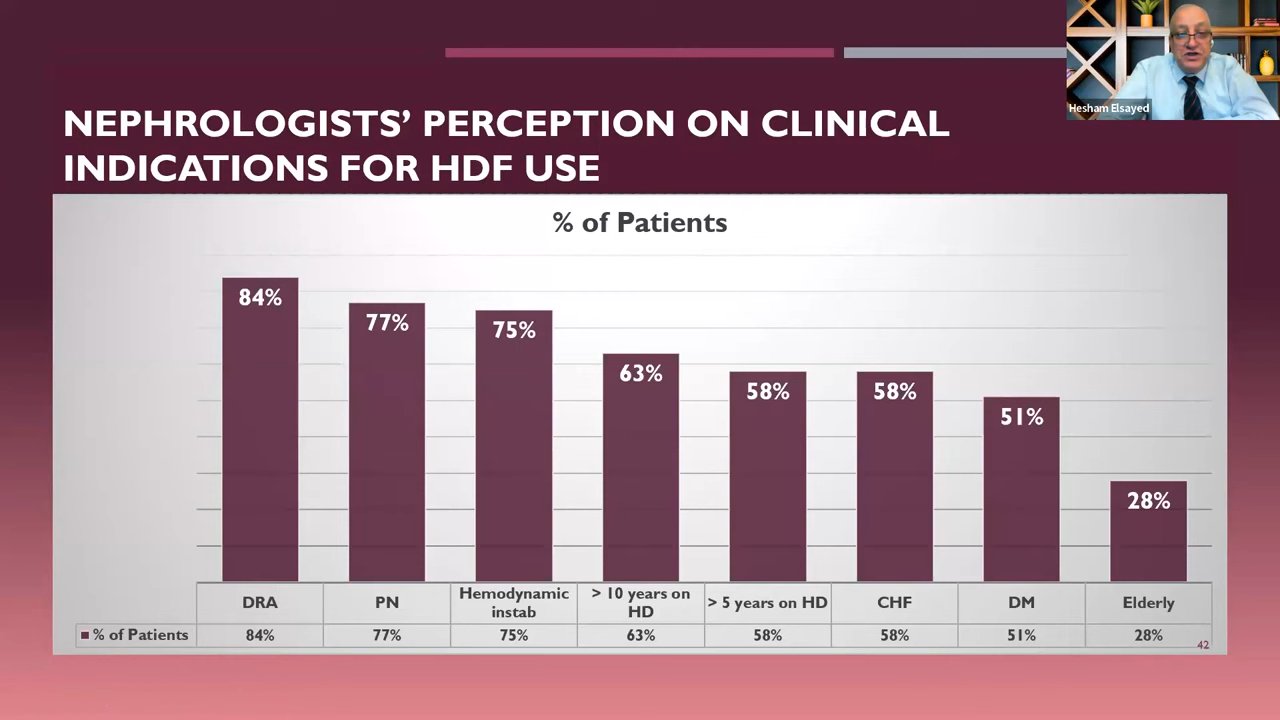 Hesham Elsayed
NEPHROLOGISTS’ PERCEPTION ON CLINICAL
INDICATIONS FOR HDF USE
% of Patients
84%
77%
75%
63%
58%
58%
51%
28%
DRA
PN
Hemodynamic
instab
> 10 years on
HD
> 5 years on HD
CHF
DM
Elderly
% of Patients
84%
77%
75%
63%
58%
58%
51%
28%
42